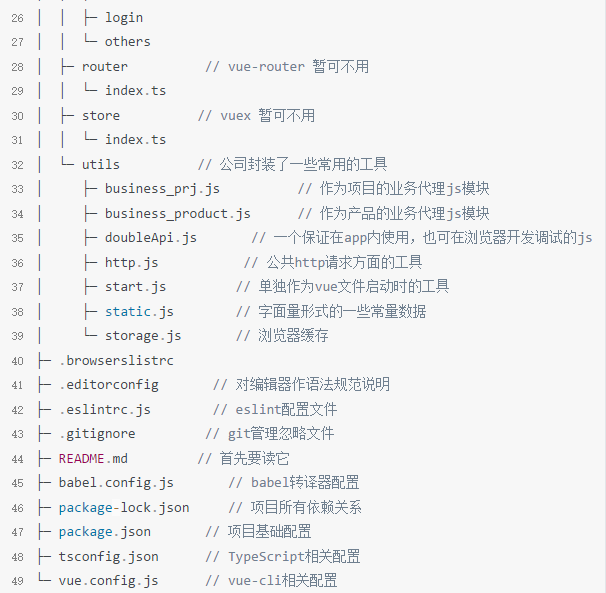 26 │   │   ├─ login
27 │   │   └─ others
28 │   ├─ router          // vue-router 暂可不用
29 │   │   └─ index.ts
30 │   ├─ store          // vuex 暂可不用
31 │   │   └─ index.ts
32 │   └─ utils          // 公司封装了一些常用的工具
33 │       ├─ business_prj.js          // 作为项目的业务代理js模块
34 │       ├─ business_product.js      // 作为产品的业务代理js模块
35 │       ├─ doubleApi.js       // 一个保证在app内使用，也可在浏览器开发调试的js
36 │       ├─ http.js           // 公共http请求方面的工具
37 │       ├─ start.js         // 单独作为vue文件启动时的工具
38 │       ├─ static.js        // 字面量形式的一些常量数据
39 │       └─ storage.js       // 浏览器缓存
40 ├─ .browserslistrc
41 ├─ .editorconfig       // 对编辑器作语法规范说明
42 ├─ .eslintrc.js        // eslint配置文件
43 ├─ .gitignore         // git管理忽略文件
44 ├─ README.md         // 首先要读它
45 ├─ babel.config.js       // babel转译器配置
46 ├─ package-lock.json     // 项目所有依赖关系
47 ├─ package.json       // 项目基础配置
48 ├─ tsconfig.json      // TypeScript相关配置
49 └─ vue.config.js      // vue-cli相关配置